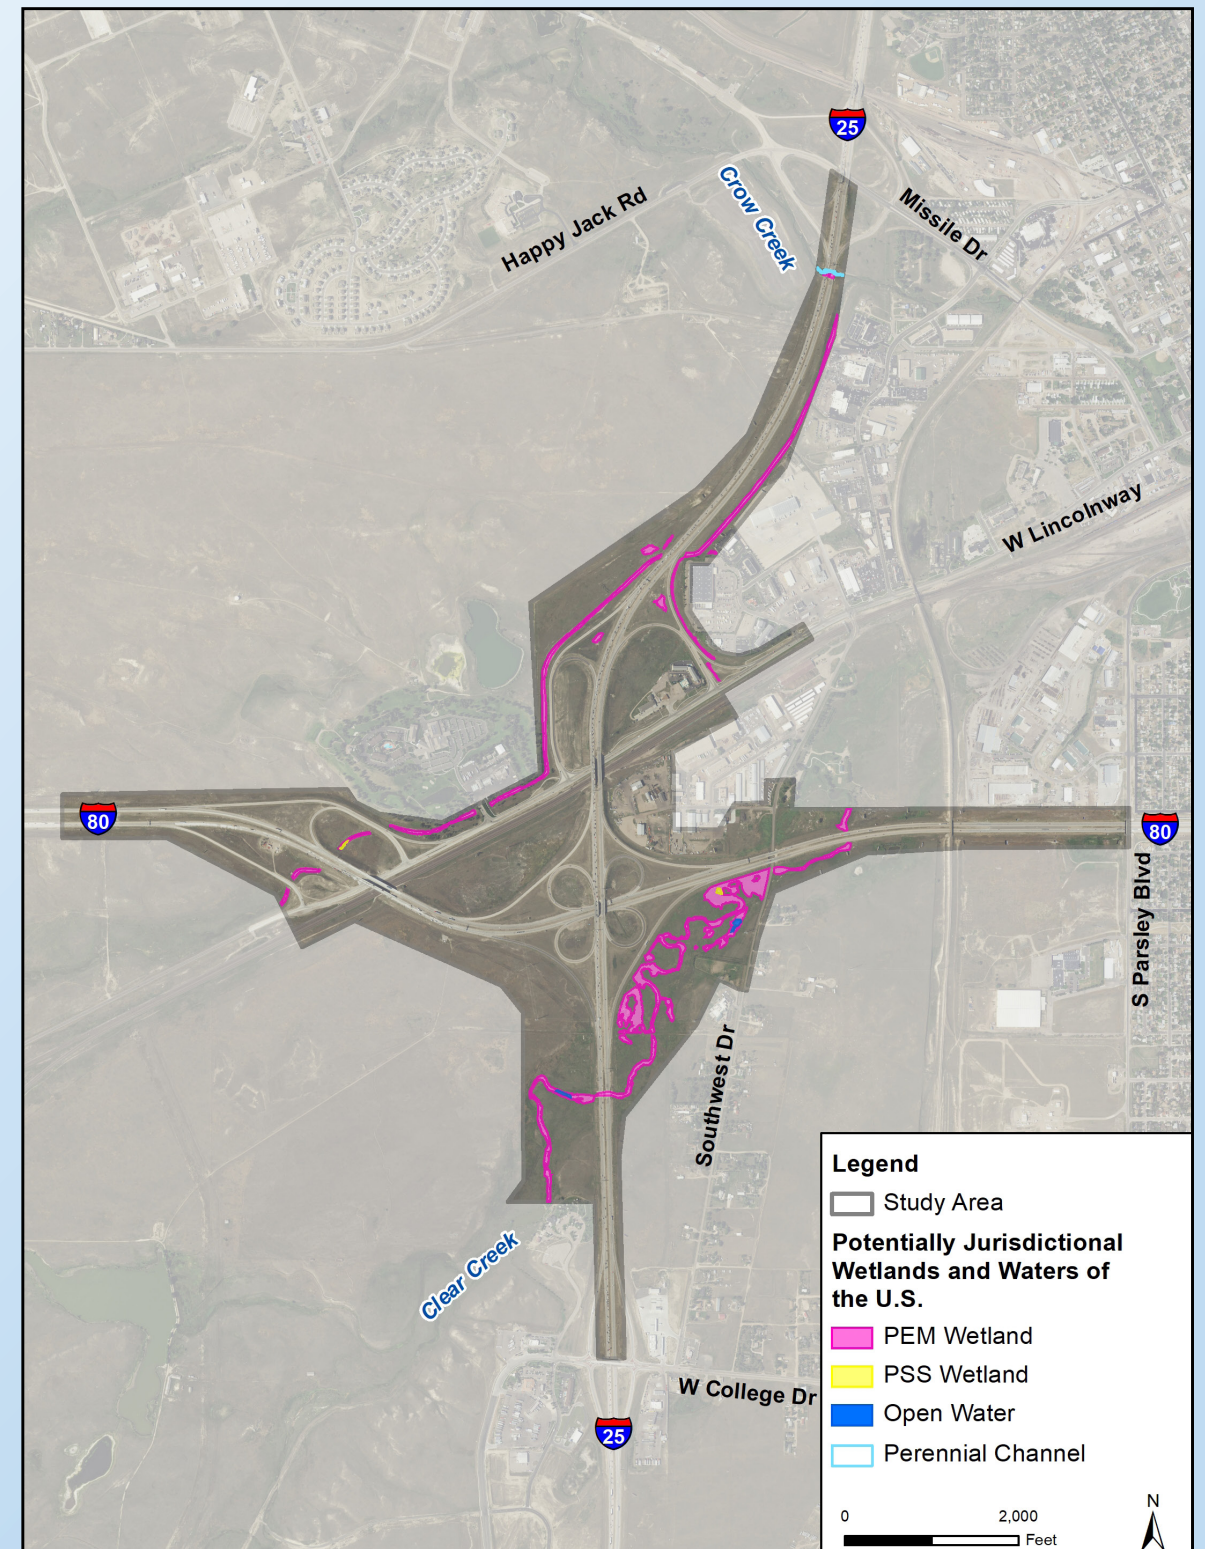 25
Crow Creek
Missile Dr
Happy Jack Rd
W Lincolnway
80
80
S Parsley Blvd
Southwest Dr
Clear Creek
W College Dr
25
Legend
Study Area
Potentially Jurisdictional
Wetlands and Waters of
the U.S.
PEM Wetland
PSS Wetland
Open Water
Perennial Channel
N
0 2,000
Feet